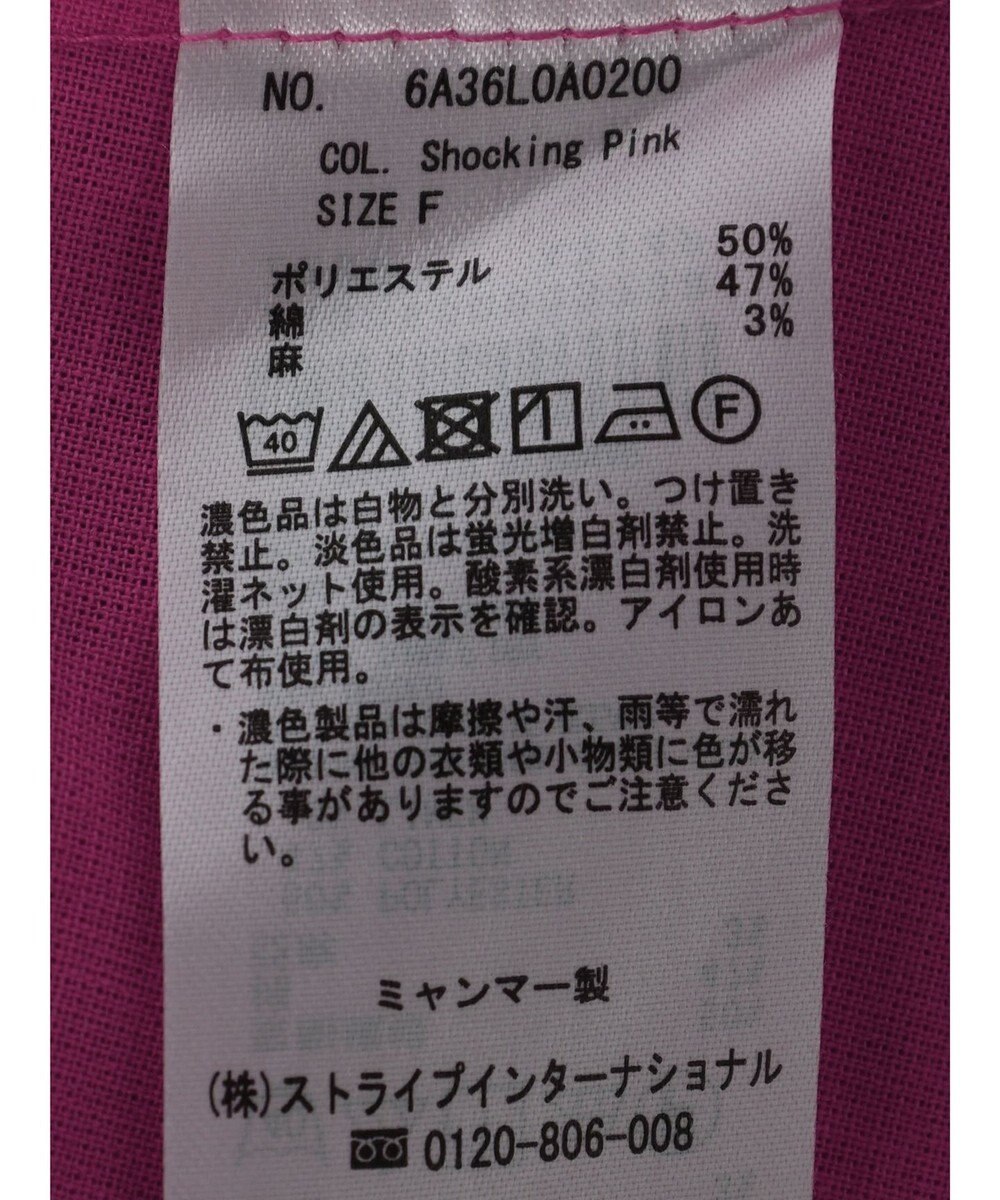 NO. 6A36L0A0200
COL. Shocking Pink
SIZE F
ポリエステル 50%
綿 47%
麻 3%
40 F
濃色品は白物と分別洗い。つけ置き
禁止。淡色品は蛍光増白剤禁止。洗
濯ネット使用。酸素系漂白剤使用時
は漂白剤の表示を確認。アイロンあ
て布使用。
・濃色製品は摩擦や汗、雨等で濡れ
た際に他の衣類や小物類に色が移
る事がありますのでご注意くださ
い。
ミャンマー製
(株)ストライプインターナショナル
0120-806-008